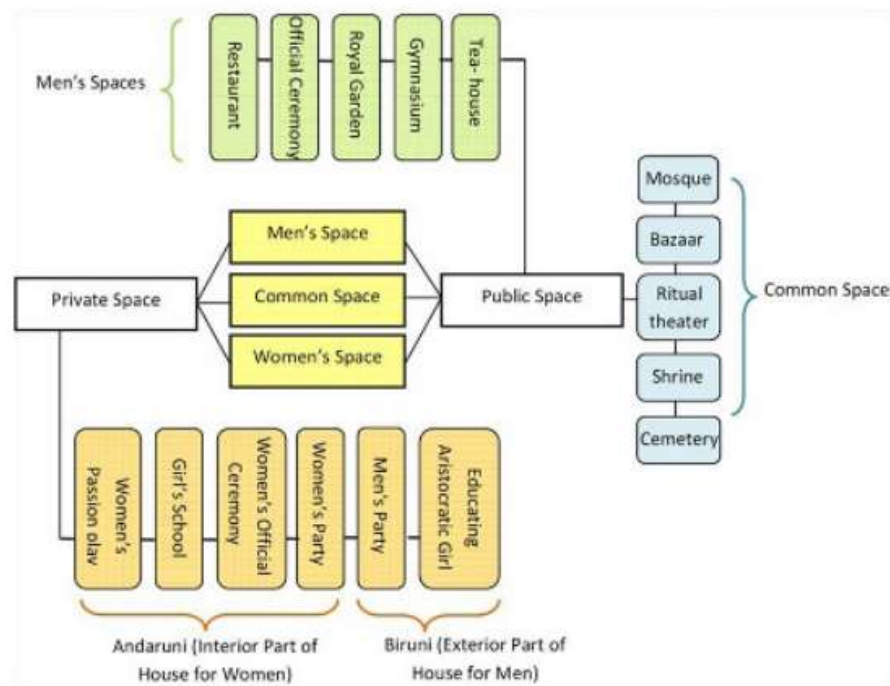 Men's Spaces
Restaurant
Official Ceremony
Royal Garden
Gymnasium
Tea- house
Mosque
Bazaar
Ritual
theater
Shrine
Cemetery
Common Space
Men's Space
Common Space
Women's Space
Private Space
Public Space
Women's
Passion olav
Girl's School
Women's Official
Ceremony
Women's Party
Men's Party
Educating
Aristocratic Girl
Andaruni (Interior Part of
House for Women)
Biruni (Exterior Part of
House for Men)